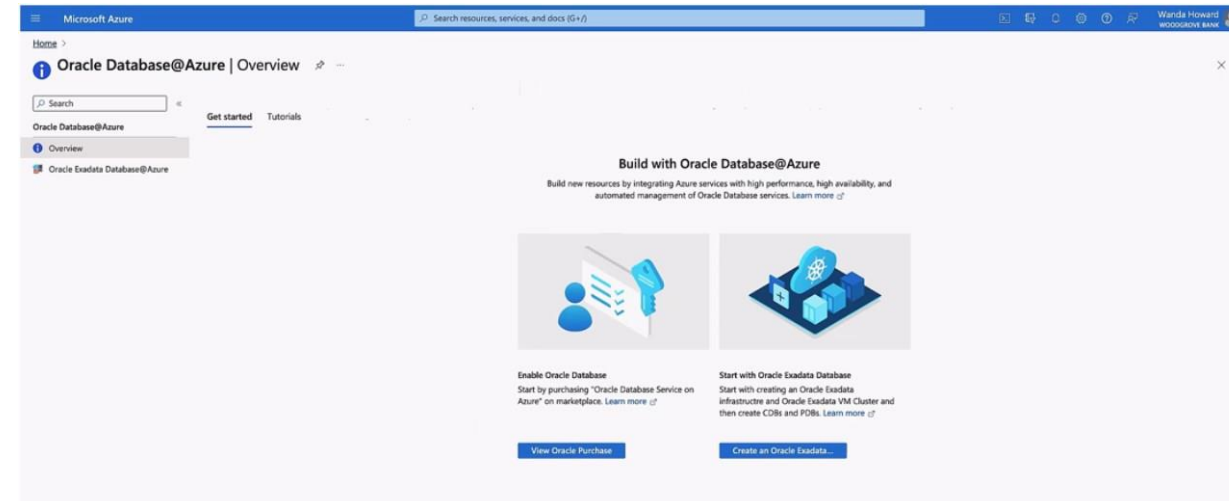 Microsoft Azure
Search resources, services, and docs (G+/)
Wanda Howard
WOODGROVE BANK
Home >
Oracle Database@Azure | Overview
Search
Oracle Database@Azure
Overview
Oracle Exadata Database@Azure
Get started Tutorials
Build with Oracle Database@Azure
Build new resources by integrating Azure services with high performance, high availability, and
automated management of Oracle Database services. Learn more
Enable Oracle Database
Start by purchasing "Oracle Database Service on
Azure" on marketplace. Learn more
View Oracle Purchase
Start with Oracle Exadata Database
Start with creating an Oracle Exadata
infrastructre and Oracle Exadata VM Cluster and
then create CDBs and PDBs. Learn more
Create an Oracle Exadata...